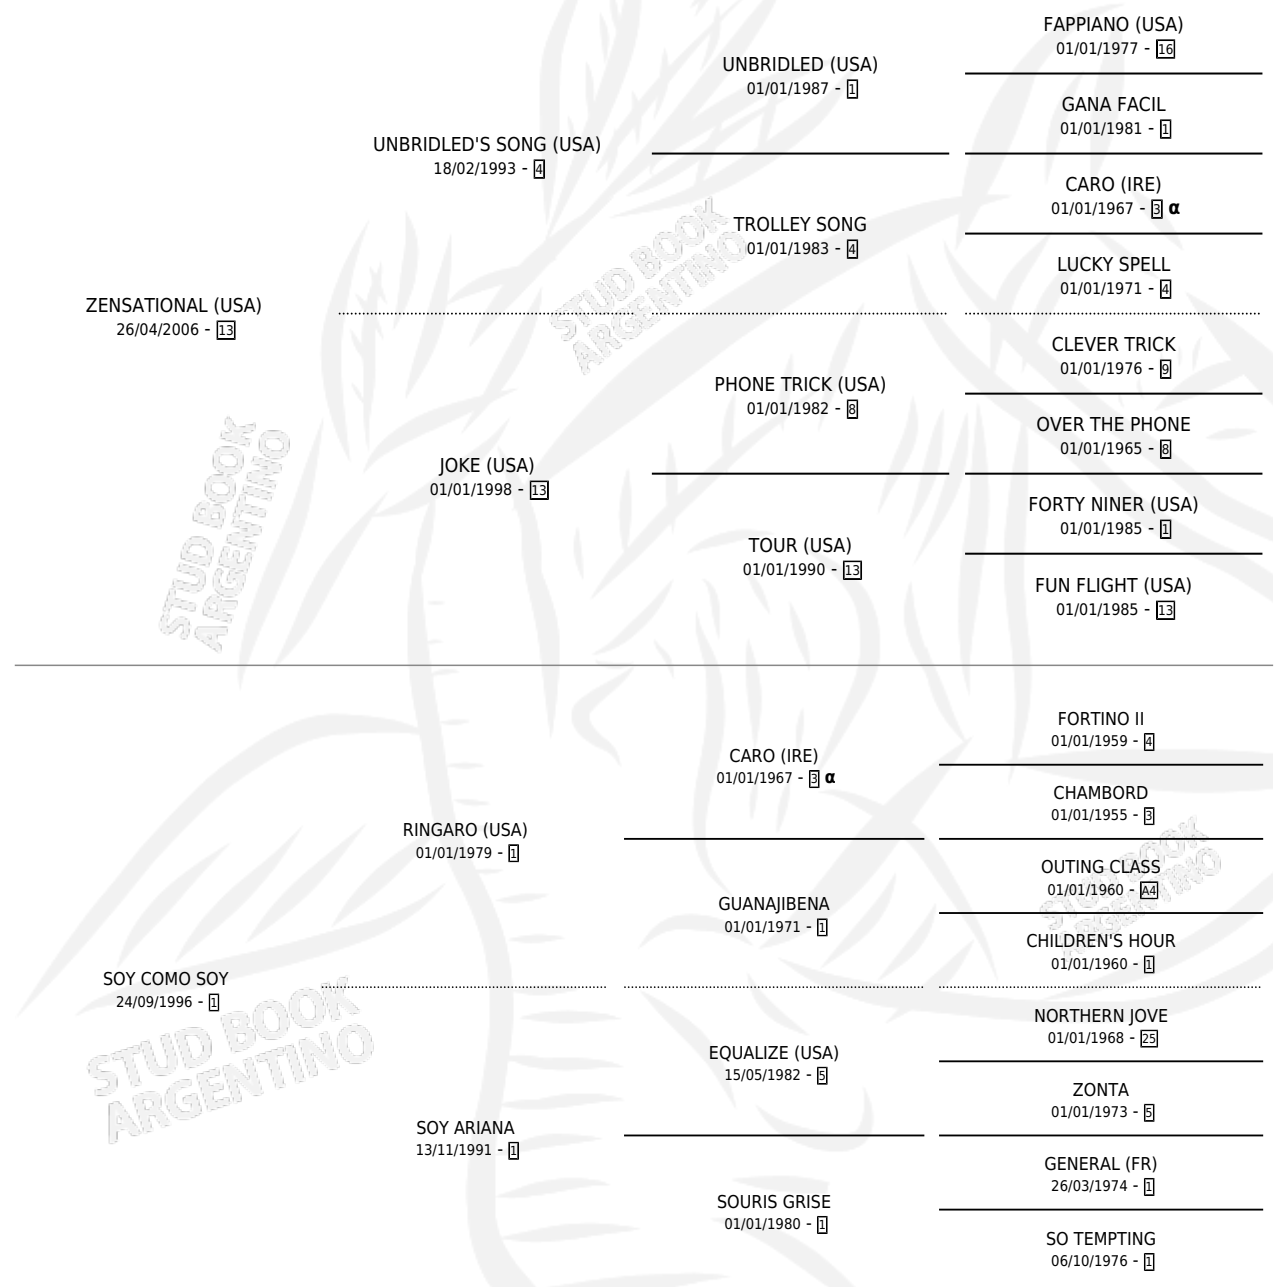 FAPPIANO (USA)
01/01/1977 - 16
UNBRIDLED (USA)
01/01/1987 - 1
GANA FACIL
01/01/1981 - 1
UNBRIDLED'S SONG (USA)
18/02/1993 - 4
CARO (IRE)
01/01/1967 - 3 α
TROLLEY SONG
01/01/1983 - 4
LUCKY SPELL
01/01/1971 - 4
STUD BOOK
ARGENTINO
ZENSATIONAL (USA)
26/04/2006 - 13
CLEVER TRICK
01/01/1976 - 9
PHONE TRICK (USA)
01/01/1982 - 8
OVER THE PHONE
01/01/1965 - 8
JOKE (USA)
01/01/1998 - 13
FORTY NINER (USA)
01/01/1985 - 1
TOUR (USA)
01/01/1990 - 13
FUN FLIGHT (USA)
01/01/1985 - 13
STUD BOOK
ARGENTINO
FORTINO II
01/01/1959 - 4
CARO (IRE)
01/01/1967 - 3 α
CHAMBORD
01/01/1955 - 3
RINGARO (USA)
01/01/1979 - 1
OUTING CLASS
01/01/1960 - A4
GUANAJIBENA
01/01/1971 - 1
CHILDREN'S HOUR
01/01/1960 - 1
STUD BOOK
ARGENTINO
SOY COMO SOY
24/09/1996 - 1
NORTHERN JOVE
01/01/1968 - 25
EQUALIZE (USA)
15/05/1982 - 5
ZONTA
01/01/1973 - 5
STUD BOOK
ARGENTINO
SOY ARIANA
13/11/1991 - 1
GENERAL (FR)
26/03/1974 - 1
SOURIS GRISE
01/01/1980 - 1
SO TEMPTING
06/10/1976 - 1